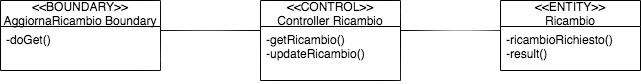 <<BOUNDARY>>
AggiornaRicambio Boundary
-doGet()
<<CONTROL>>
Controller Ricambio
-getRicambio()
-updateRicambio()
<<ENTITY>>
Ricambio
-ricambioRichiesto()
-result()